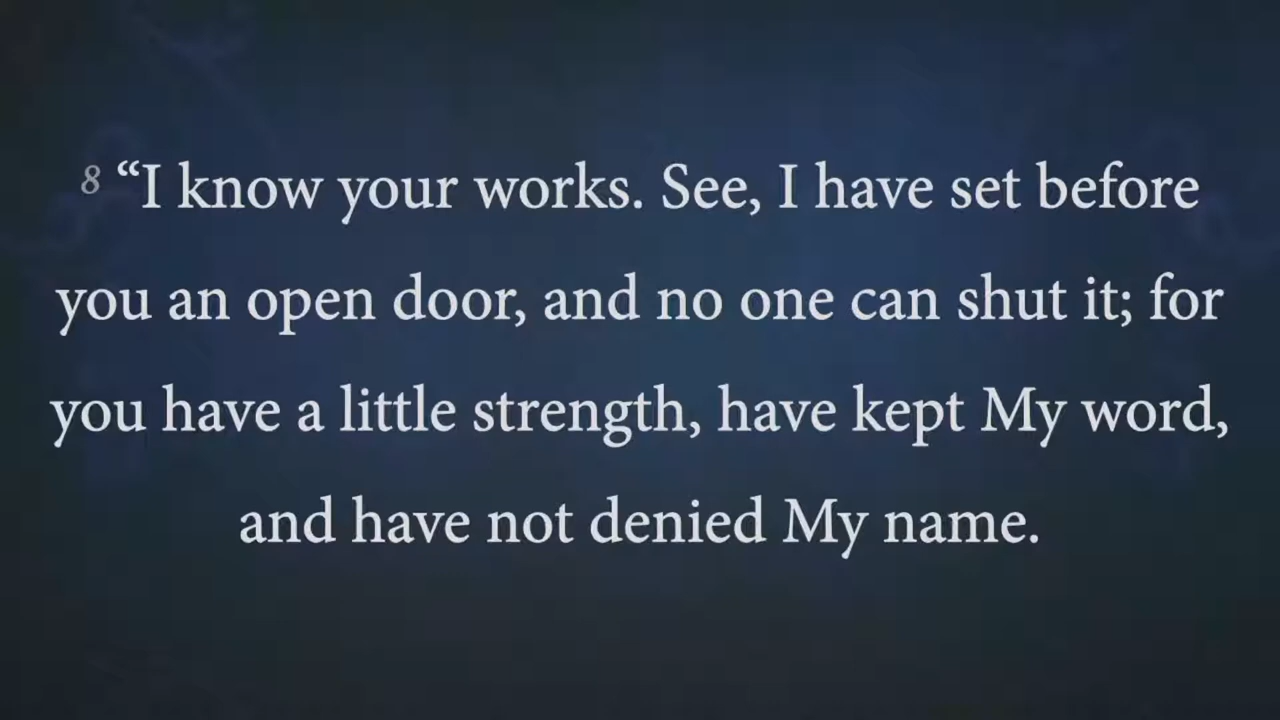 8 “I know your works. See, I have set before
you an open door, and no one can shut it; for
you have a little strength, have kept My word,
and have not denied My name.